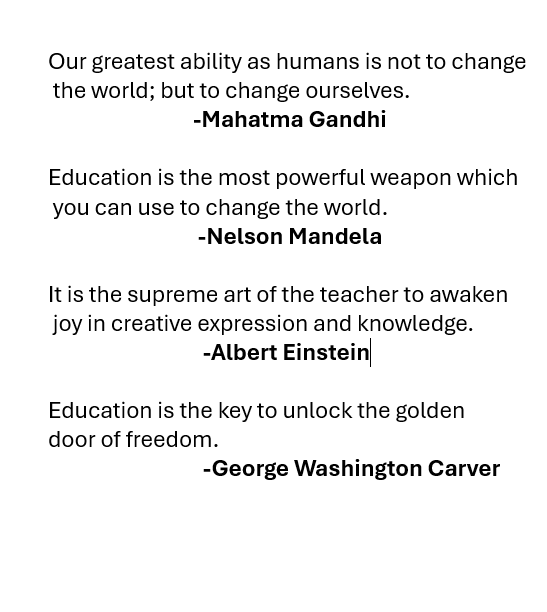 Our greatest ability as humans is not to change
the world; but to change ourselves.
-Mahatma Gandhi
Education is the most powerful weapon which
you can use to change the world.
-Nelson Mandela
It is the supreme art of the teacher to awaken
joy in creative expression and knowledge.
-Albert Einstein
Education is the key to unlock the golden
door of freedom.
-George Washington Carver